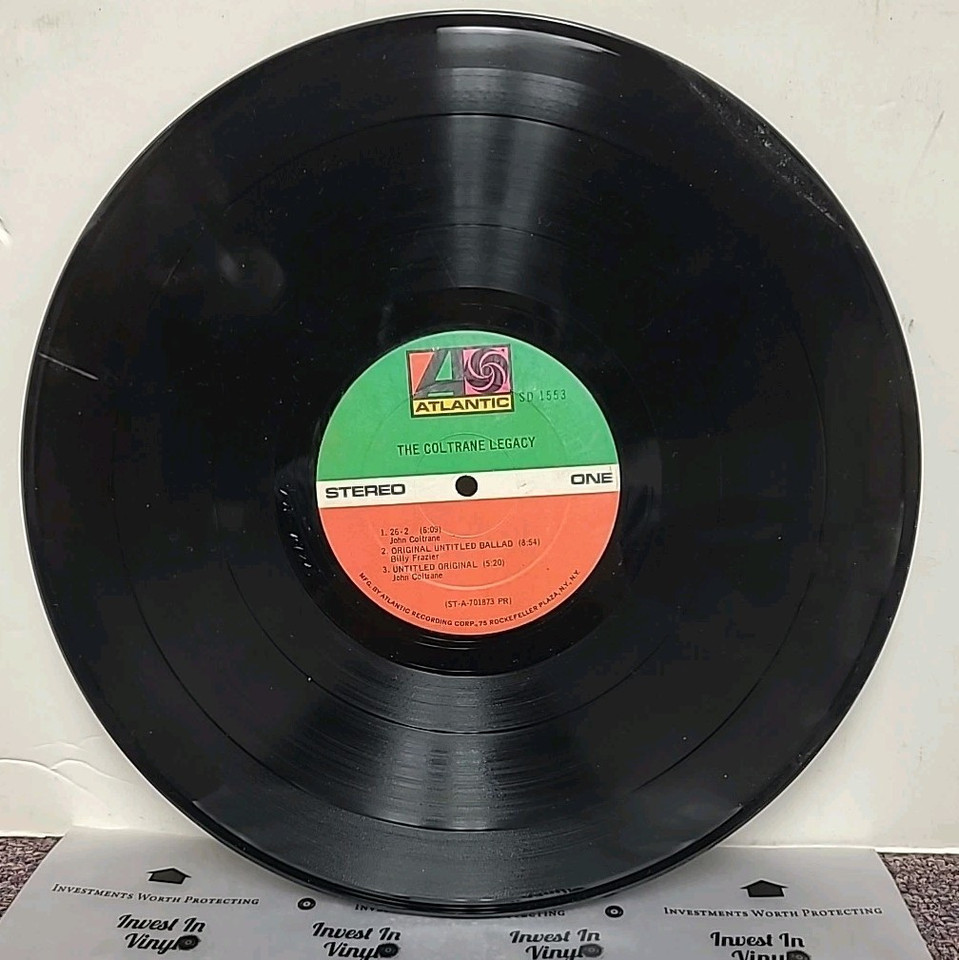 ATLANTIC
SD 1553
THE COLTRANE LEGACY
STEREO ONE
1. 26-2 (6:09)
John Coltrane
2. ORIGINAL UNTITLED BALLAD (8:54)
Billy Frazier
3. UNTITLED ORIGINAL (5:20)
John Coltrane
(ST-A-701873 PR)
MFG. BY ATLANTIC RECORDING CORP., 75 ROCKEFELLER PLAZA, N.Y., N.Y.
INVESTMENTS WORTH PROTECTING
INVESTMENTS WORTH PROTECTING
Invest In
Vinyl
Invest In
Vinyl
Invest In
Vinyl
Invest In
Vinyl